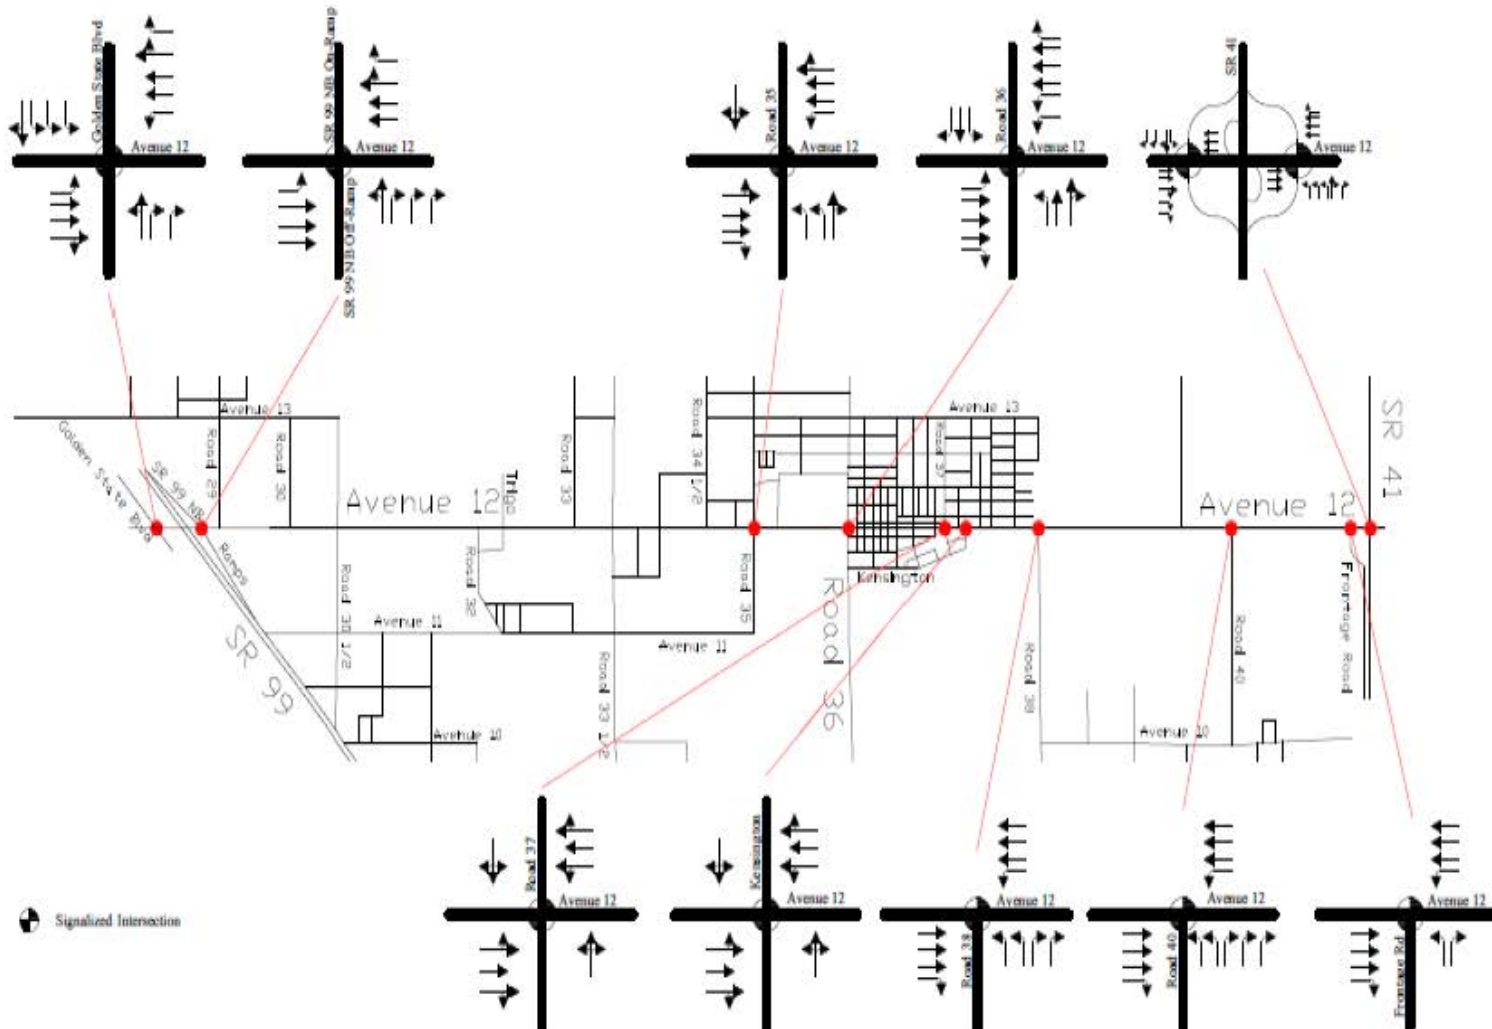 Golden State Blvd
Avenue 12
SR 99 NB On-Ramp
Avenue 12
SR 99 NB Off-Ramp
Road 35
Avenue 12
Road 36
Avenue 12
SR 41
Avenue 12
Avenue 13
Golden State Blvd
SR 99 NB
Ramps
Road 29
Road 30
Avenue 12
Trigo
Road 33
Road 34 1/2
Avenue 13
Road 37
Avenue 12
SR 41
SR 99
Road 30 1/2
Avenue 11
Road 32
Road 33 1/2
Avenue 11
Road 35
Kensington
Road 36
Road 38
Road 40
Frontage Road
Avenue 10
Avenue 10
Road 37
Avenue 12
Kensington
Avenue 12
Avenue 12
Road 38
Avenue 12
Road 40
Avenue 12
Frontage Rd
Signalized Intersection